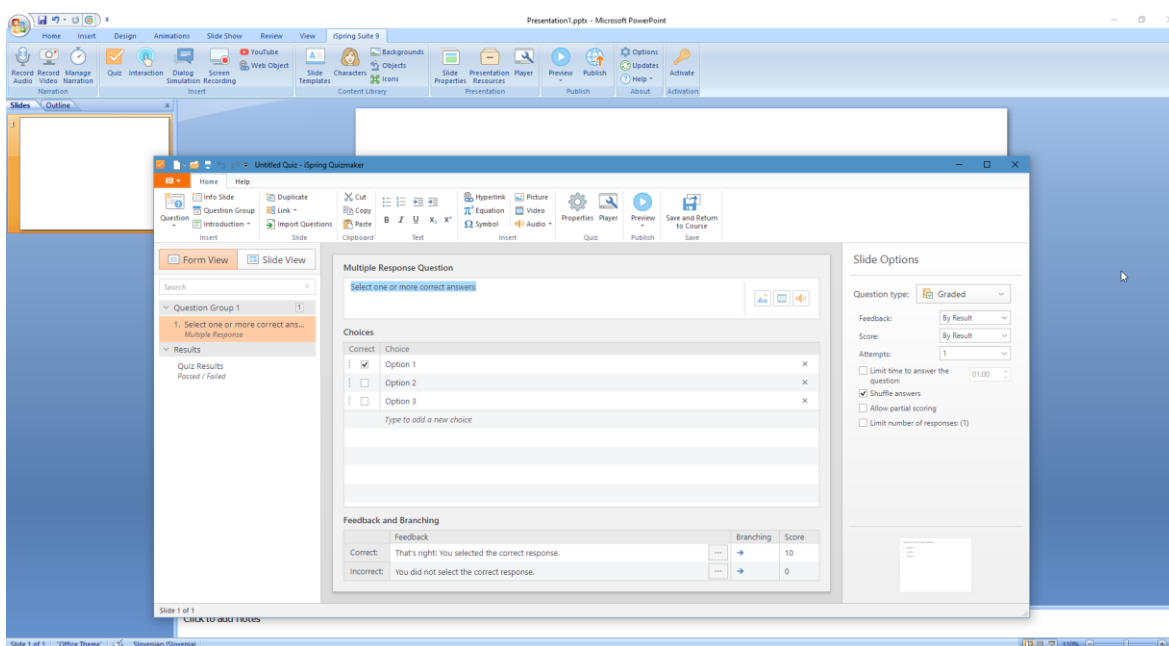 Presentation1.pptx - Microsoft PowerPoint
Home Insert Design Animations Slide Show Review View iSpring Suite 9
Record Audio
Record Video
Manage Narration
Narration
Quiz
Interaction
Dialog Simulation
Screen Recording
YouTube
Web Object
Insert
Slide Templates
Characters
Backgrounds
Objects
Icons
Content Library
Slide Properties
Presentation Resources
Player
Presentation
Preview
Publish
Publish
Options
Updates
Help
About
Activate
Activation
Slides Outline
1
Untitled Quiz - iSpring Quizmaker
Home Help
Question
Info Slide
Question Group
Introduction
Insert
Duplicate
Link
Import Questions
Slide
Cut
Copy
Paste
Clipboard
B I U X₂ X²
Text
Hyperlink
Equation
Symbol
Picture
Video
Audio
Insert
Properties
Player
Quiz
Preview
Publish
Save and Return to Course
Save
Form View Slide View
Search
Question Group 1 1
1. Select one or more correct ans...
Multiple Response
Results
Quiz Results
Passed / Failed
Multiple Response Question
Select one or more correct answers:
Choices
Correct Choice
Option 1
Option 2
Option 3
Type to add a new choice
Feedback and Branching
Feedback Branching Score
Correct: That's right! You selected the correct response. ... 10
Incorrect: You did not select the correct response. ... 0
Slide Options
Question type: Graded
Feedback: By Result
Score: By Result
Attempts: 1
Limit time to answer the question: 01:00
Shuffle answers
Allow partial scoring
Limit number of responses: (1)
Slide 1 of 1
Click to add notes
Slide 1 of 1 "Office Theme" Slovenian (Slovenia) 110%